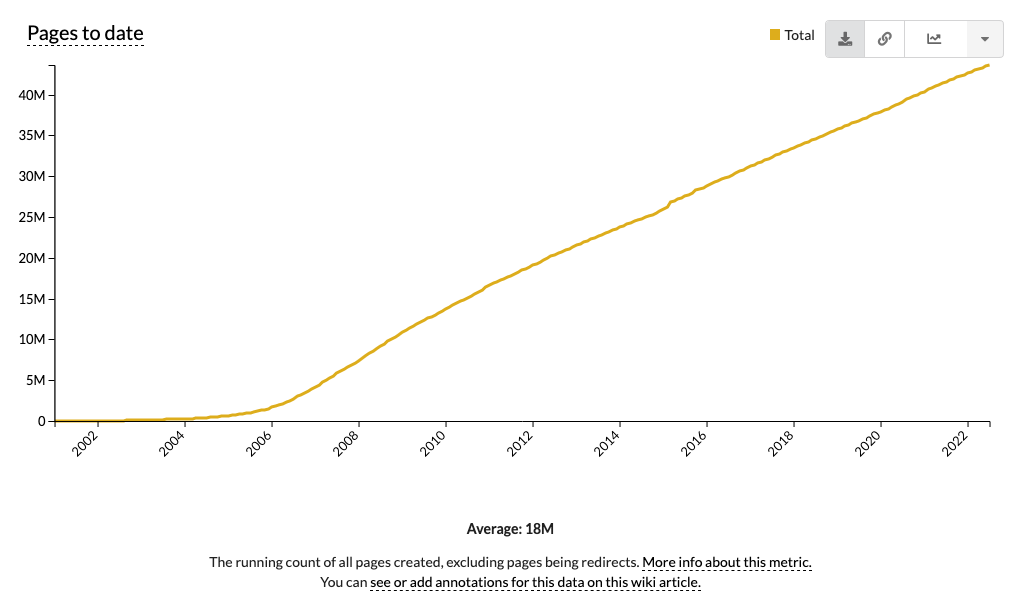 Pages to date
Total
40M
35M
30M
25M
20M
15M
10M
5M
0
2002 2004 2006 2008 2010 2012 2014 2016 2018 2020 2022
Average: 18M
The running count of all pages created, excluding pages being redirects. More info about this metric.
You can see or add annotations for this data on this wiki article.